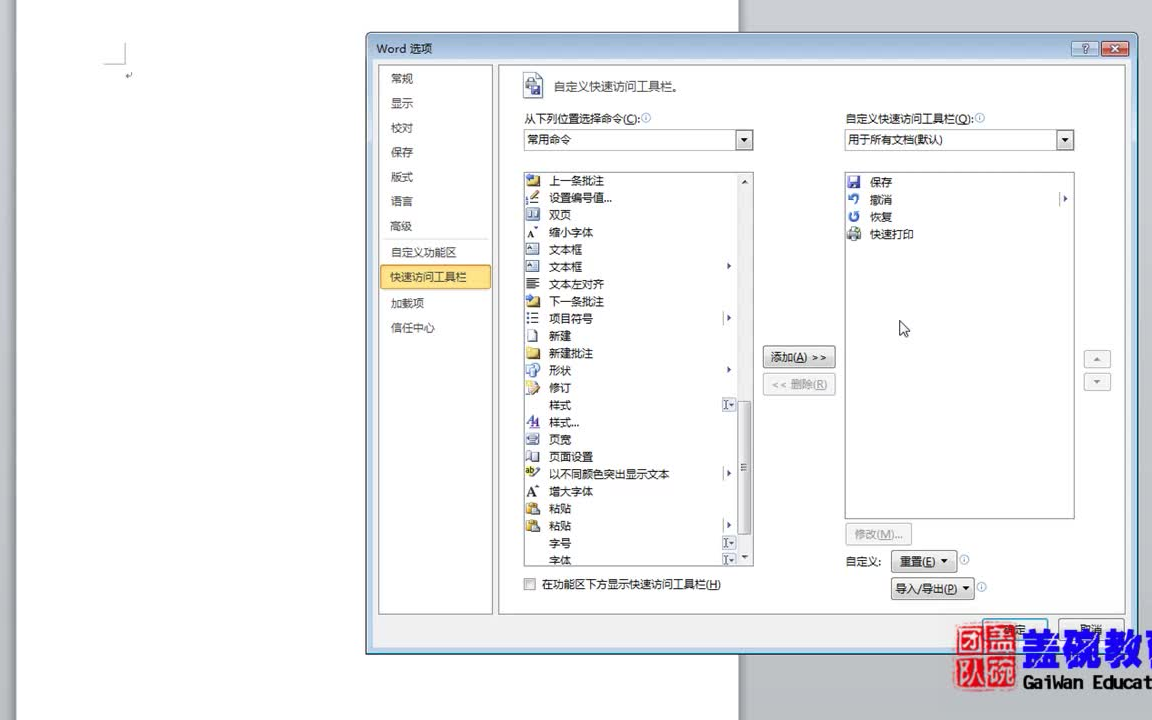 Word 选项
常规
显示
校对
保存
版式
语言
高级
自定义功能区
快速访问工具栏
加载项
信任中心
自定义快速访问工具栏。
从下列位置选择命令(C):
常用命令
上一条批注
设置编号值...
双页
缩小字体
文本框
文本框
文本左对齐
下一条批注
项目符号
新建
新建批注
形状
修订
样式
样式...
页宽
页面设置
以不同颜色突出显示文本
增大字体
粘贴
粘贴
字号
字体
在功能区下方显示快速访问工具栏(H)
添加(A) >>
<< 删除(R)
自定义快速访问工具栏(Q):
用于所有文档(默认)
保存
撤消
恢复
快速打印
修改(M)...
自定义:
重置(E)
导入/导出(P)
确定
取消
团队
盖碗
盖碗教育
GaiWan Educat